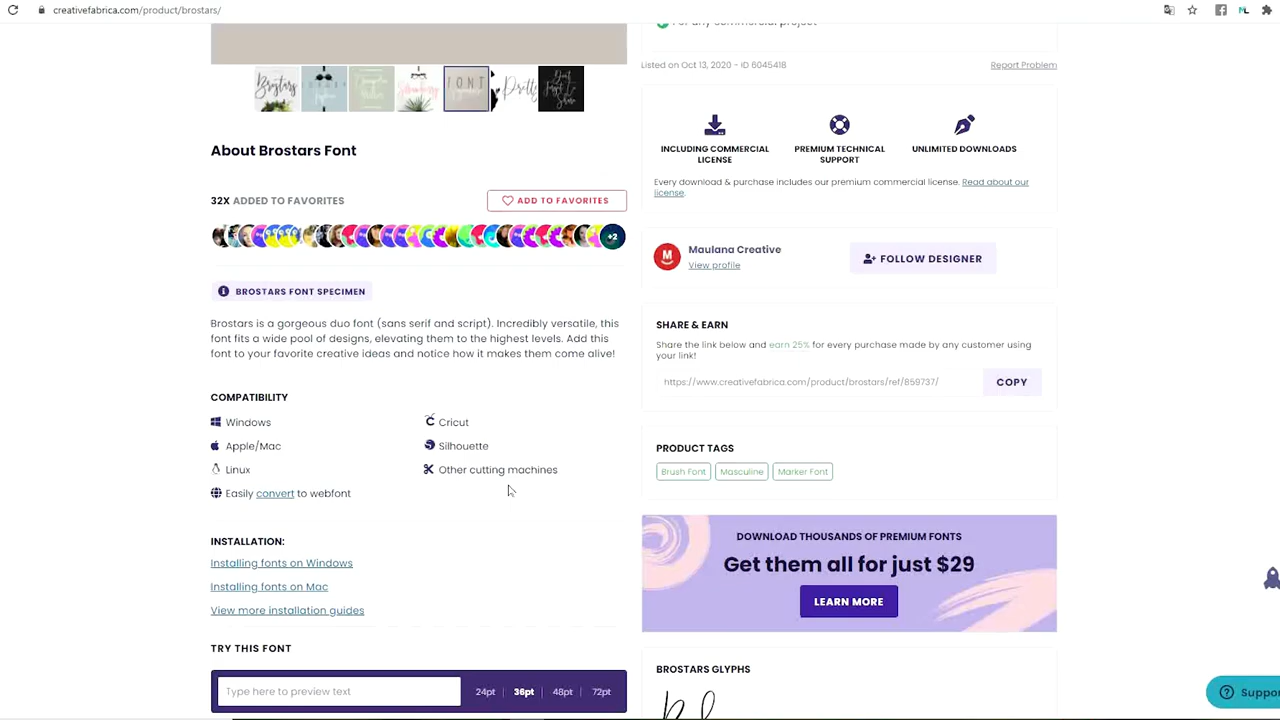 creativefabrica.com/product/brostars/
For any commercial project
Listed on Oct 13, 2020 - ID 6045418
Report Problem
Brostars
FONT
Pretty
About Brostars Font
32X ADDED TO FAVORITES
ADD TO FAVORITES
+2
BROSTARS FONT SPECIMEN
Brostars is a gorgeous duo font (sans serif and script). Incredibly versatile, this
font fits a wide pool of designs, elevating them to the highest levels. Add this
font to your favorite creative ideas and notice how it makes them come alive!
COMPATIBILITY
Windows
Cricut
Apple/Mac
Silhouette
Linux
Other cutting machines
Easily convert to webfont
INSTALLATION:
Installing fonts on Windows
Installing fonts on Mac
View more installation guides
TRY THIS FONT
Type here to preview text
24pt
36pt
48pt
72pt
INCLUDING COMMERCIAL
LICENSE
PREMIUM TECHNICAL
SUPPORT
UNLIMITED DOWNLOADS
Every download & purchase includes our premium commercial license. Read about our
license.
M
Maulana Creative
View profile
FOLLOW DESIGNER
SHARE & EARN
Share the link below and earn 25% for every purchase made by any customer using
your link!
https://www.creativefabrica.com/product/brostars/ref/859737/
COPY
PRODUCT TAGS
Brush Font
Masculine
Marker Font
DOWNLOAD THOUSANDS OF PREMIUM FONTS
Get them all for just $29
LEARN MORE
BROSTARS GLYPHS
Suppor